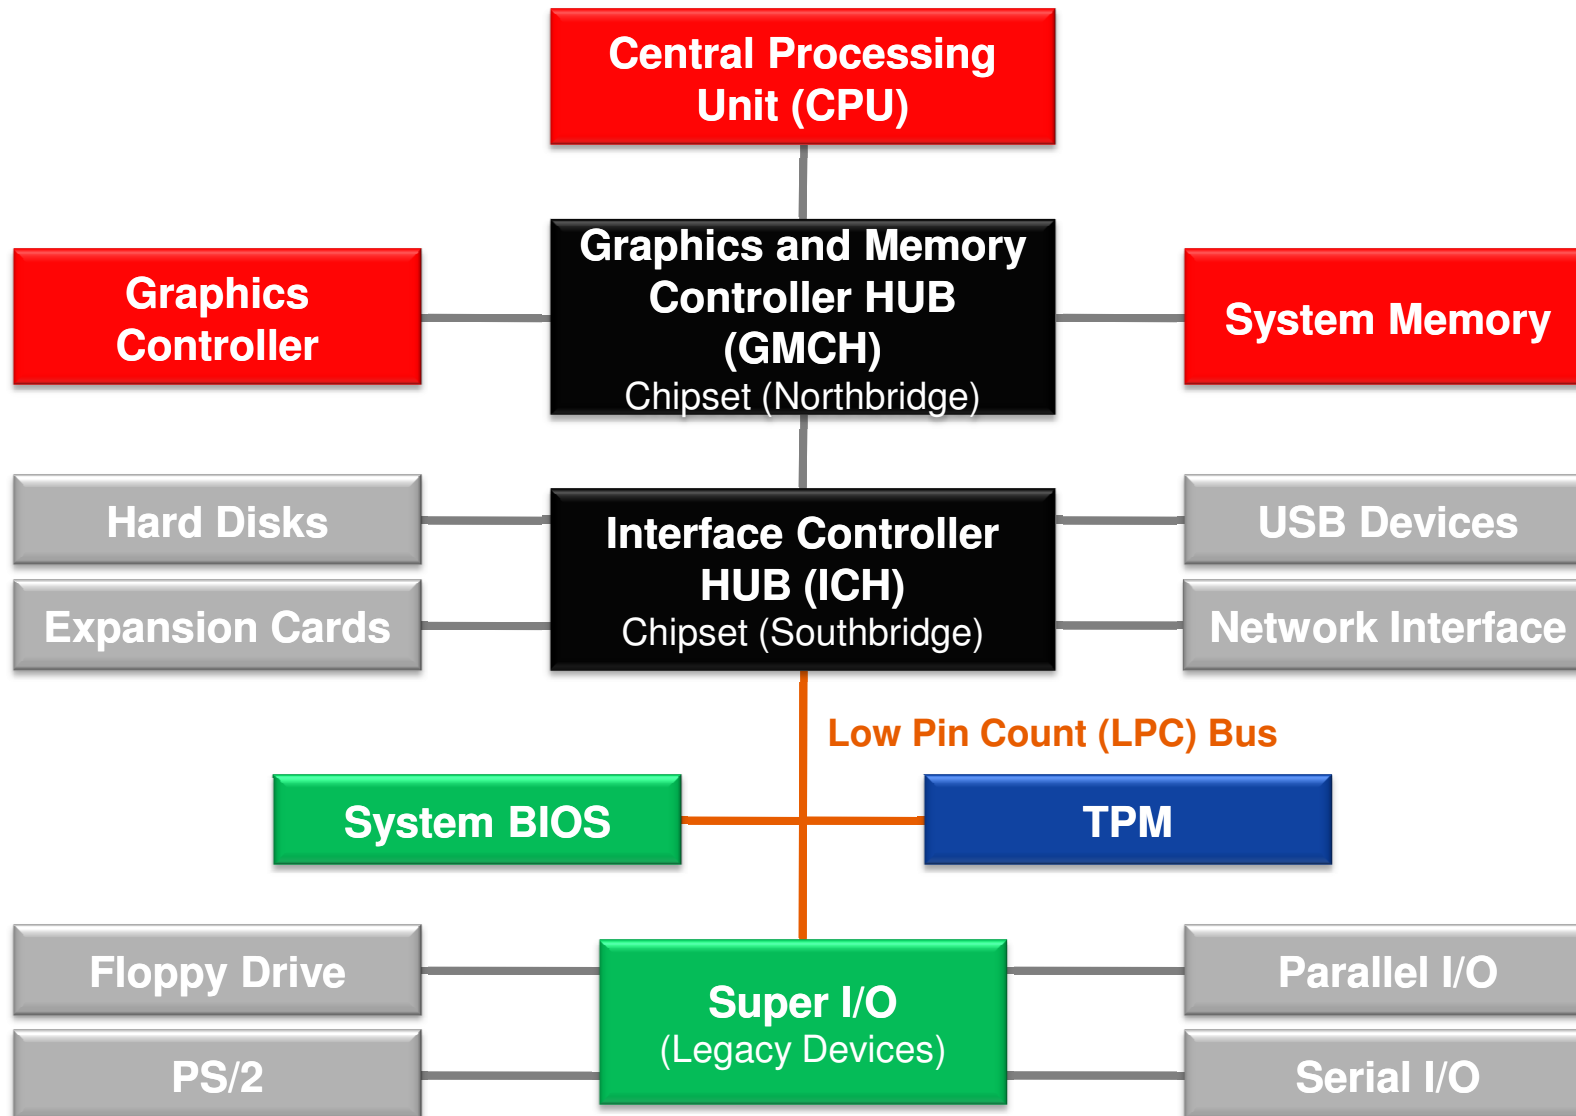 Central Processing
Unit (CPU)
Graphics and Memory
Controller HUB
(GMCH)
Chipset (Northbridge)
Graphics
Controller
System Memory
Hard Disks
Expansion Cards
Interface Controller
HUB (ICH)
Chipset (Southbridge)
USB Devices
Network Interface
Low Pin Count (LPC) Bus
System BIOS
TPM
Floppy Drive
PS/2
Super I/O
(Legacy Devices)
Parallel I/O
Serial I/O